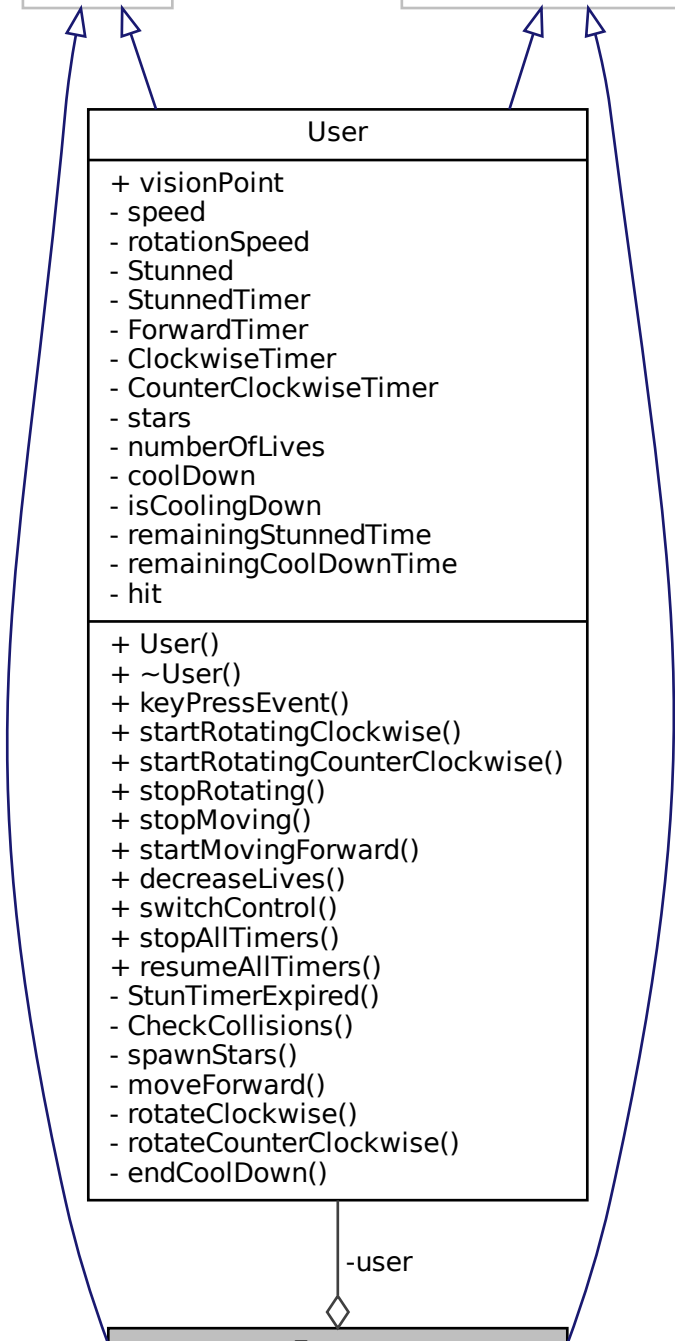 User
+ visionPoint
- speed
- rotationSpeed
- Stunned
- StunnedTimer
- ForwardTimer
- ClockwiseTimer
- CounterClockwiseTimer
- stars
- numberOfLives
- coolDown
- isCoolingDown
- remainingStunnedTime
- remainingCoolDownTime
- hit
+ User()
+ ~User()
+ keyPressEvent()
+ startRotatingClockwise()
+ startRotatingCounterClockwise()
+ stopRotating()
+ stopMoving()
+ startMovingForward()
+ decreaseLives()
+ switchControl()
+ stopAllTimers()
+ resumeAllTimers()
- StunTimerExpired()
- CheckCollisions()
- spawnStars()
- moveForward()
- rotateClockwise()
- rotateCounterClockwise()
- endCoolDown()
-user